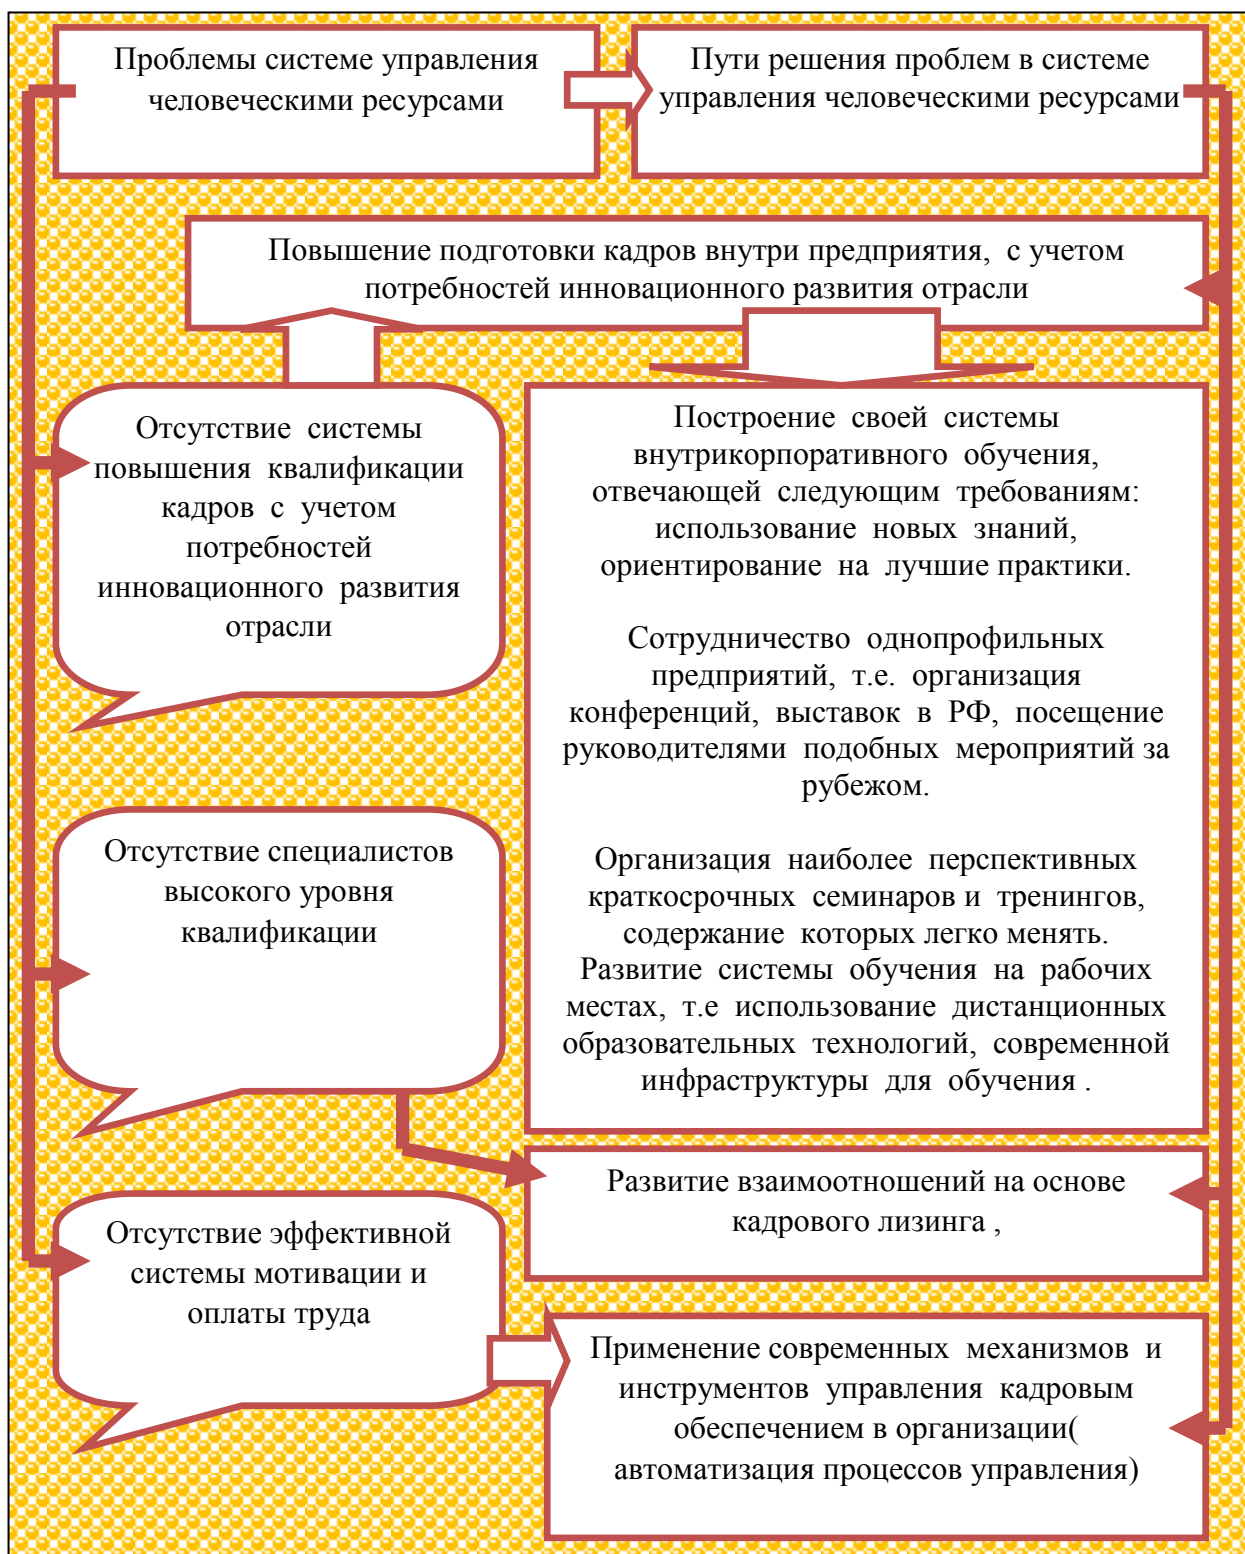 Проблемы системе управления
человеческими ресурсами
Пути решения проблем в системе
управления человеческими ресурсами
Повышение подготовки кадров внутри предприятия, с учетом
потребностей инновационного развития отрасли
Отсутствие системы
повышения квалификации
кадров с учетом
потребностей
инновационного развития
отрасли
Построение своей системы
внутрикорпоративного обучения,
отвечающей следующим требованиям:
использование новых знаний,
ориентирование на лучшие практики.
Сотрудничество однопрофильных
предприятий, т.е. организация
конференций, выставок в РФ, посещение
руководителями подобных мероприятий за
рубежом.
Организация наиболее перспективных
краткосрочных семинаров и тренингов,
содержание которых легко менять.
Развитие системы обучения на рабочих
местах, т.е использование дистанционных
образовательных технологий, современной
инфраструктуры для обучения .
Отсутствие специалистов
высокого уровня
квалификации
Развитие взаимоотношений на основе
кадрового лизинга ,
Отсутствие эффективной
системы мотивации и
оплаты труда
Применение современных механизмов и
инструментов управления кадровым
обеспечением в организации(
автоматизация процессов управления)